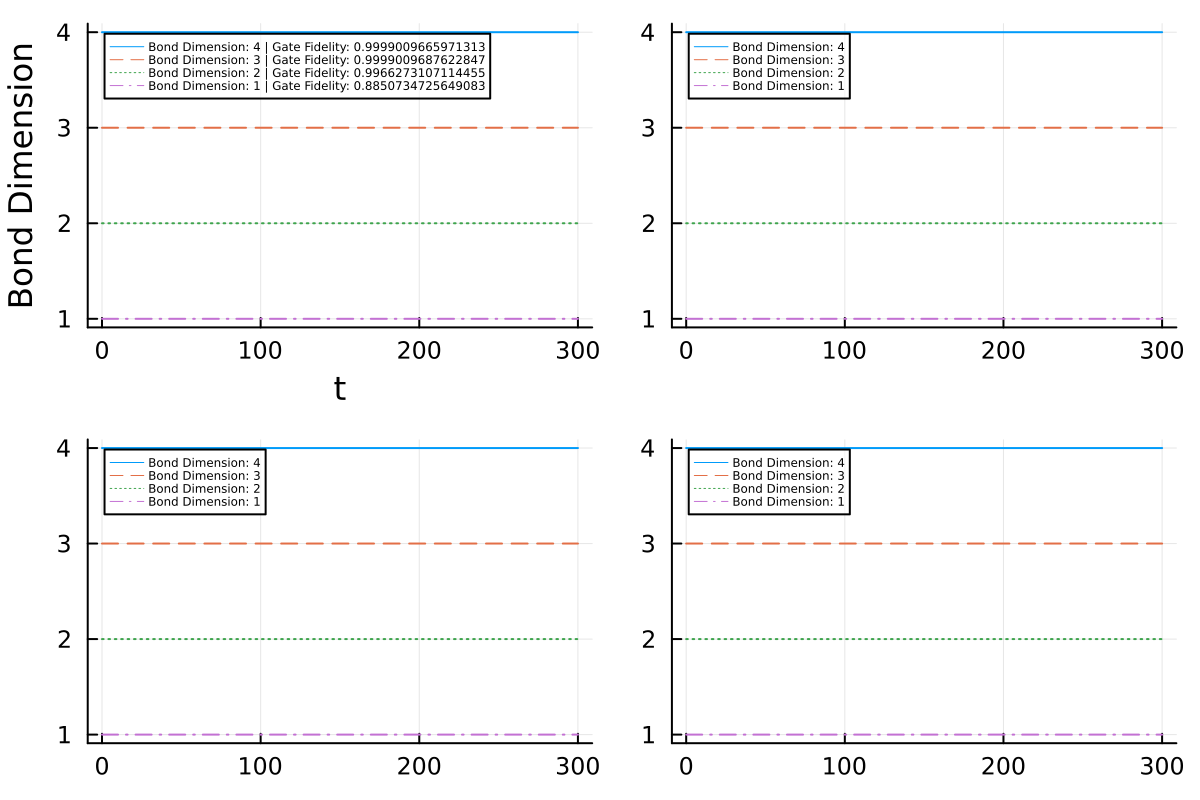 Bond Dimension
4
3
2
1
Bond Dimension: 4 | Gate Fidelity: 0.9999009665971313
Bond Dimension: 3 | Gate Fidelity: 0.9999009687622847
Bond Dimension: 2 | Gate Fidelity: 0.9966273107114455
Bond Dimension: 1 | Gate Fidelity: 0.8850734725649083
0 100 200 300
t
4
3
2
1
Bond Dimension: 4
Bond Dimension: 3
Bond Dimension: 2
Bond Dimension: 1
0 100 200 300
4
3
2
1
Bond Dimension: 4
Bond Dimension: 3
Bond Dimension: 2
Bond Dimension: 1
0 100 200 300
4
3
2
1
Bond Dimension: 4
Bond Dimension: 3
Bond Dimension: 2
Bond Dimension: 1
0 100 200 300